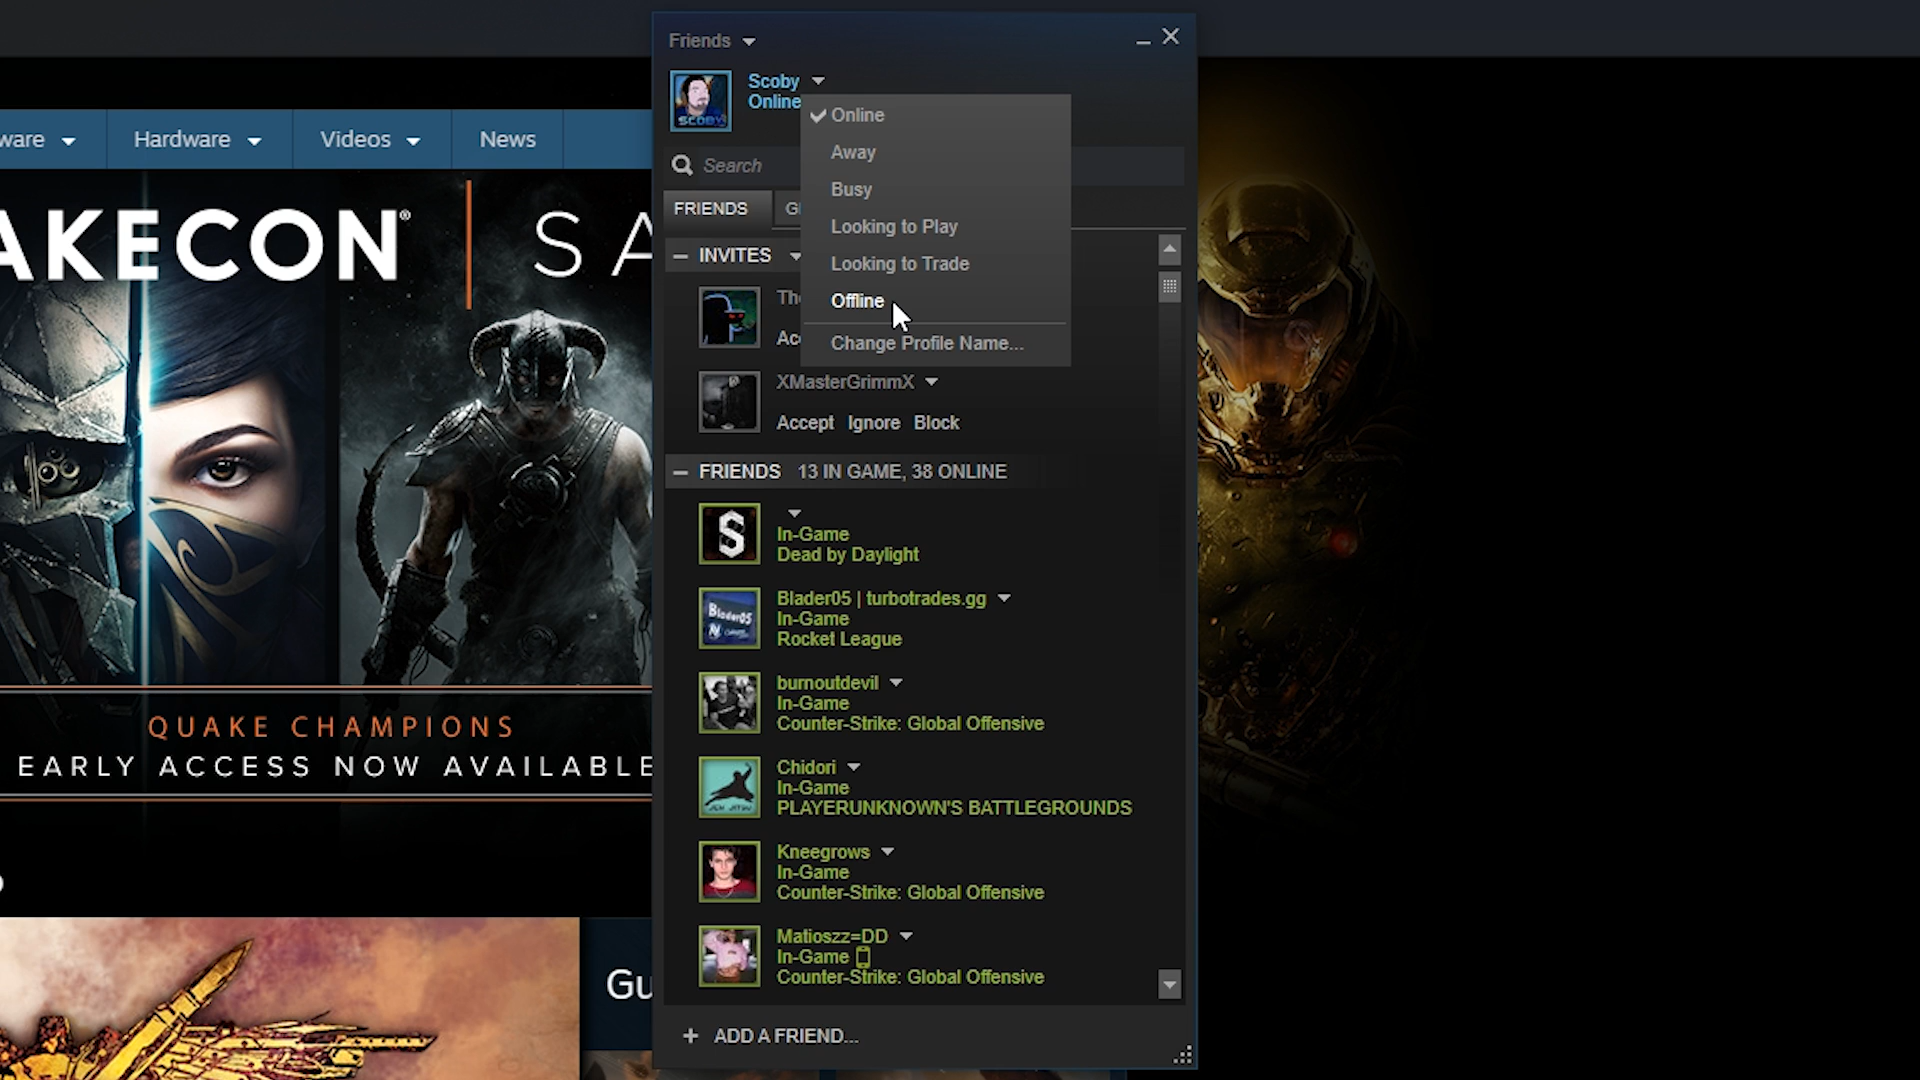 Friends
Scoby
Online
SCOBY
Online
Away
Busy
Looking to Play
Looking to Trade
Offline
Change Profile Name...
Search
FRIENDS
INVITES
XMasterGrimmX
Accept Ignore Block
FRIENDS 13 IN GAME, 38 ONLINE
In-Game
Dead by Daylight
Blader05 | turbotrades.gg
In-Game
Rocket League
Blader05
burnoutdevil
In-Game
Counter-Strike: Global Offensive
Chidori
In-Game
PLAYERUNKNOWN'S BATTLEGROUNDS
Kneegrows
In-Game
Counter-Strike: Global Offensive
Matioszz=DD
In-Game
Counter-Strike: Global Offensive
+ ADD A FRIEND...
ware Hardware Videos News
AKECON® | SA
QUAKE CHAMPIONS
EARLY ACCESS NOW AVAILABLE
Gu